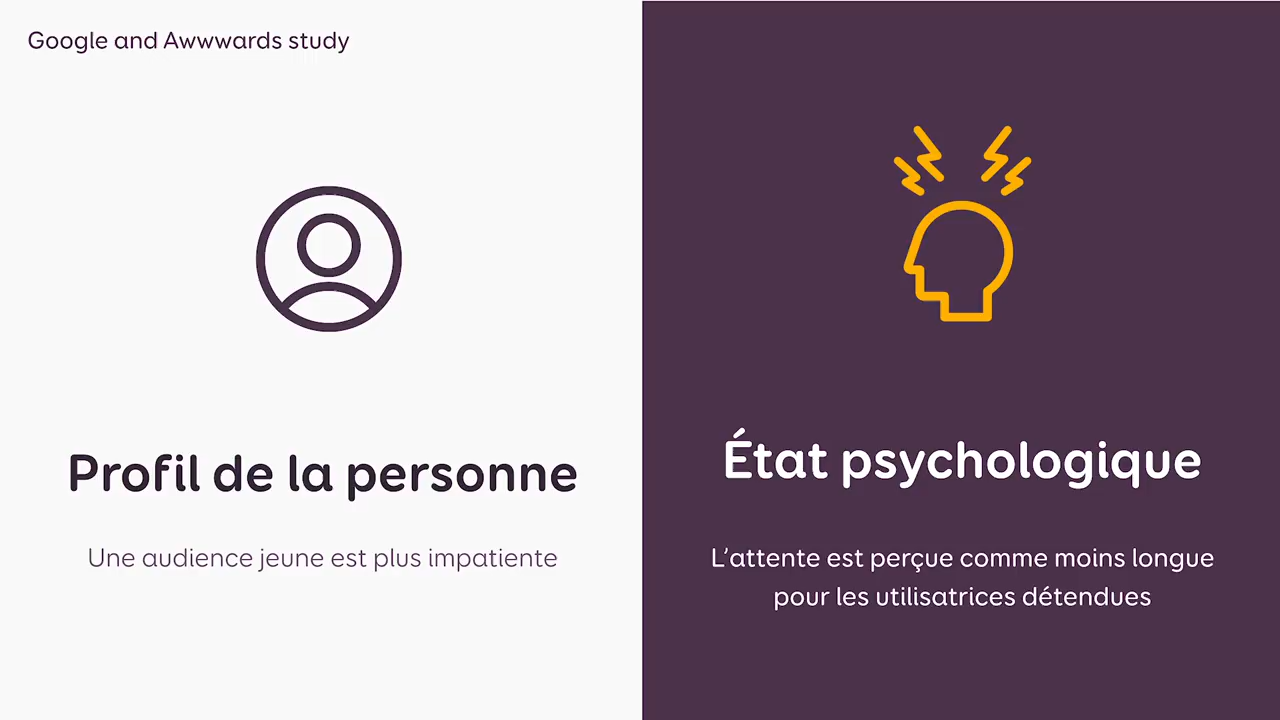 Google and Awwwards study
Profil de la personne
Une audience jeune est plus impatiente
État psychologique
L’attente est perçue comme moins longue
pour les utilisatrices détendues